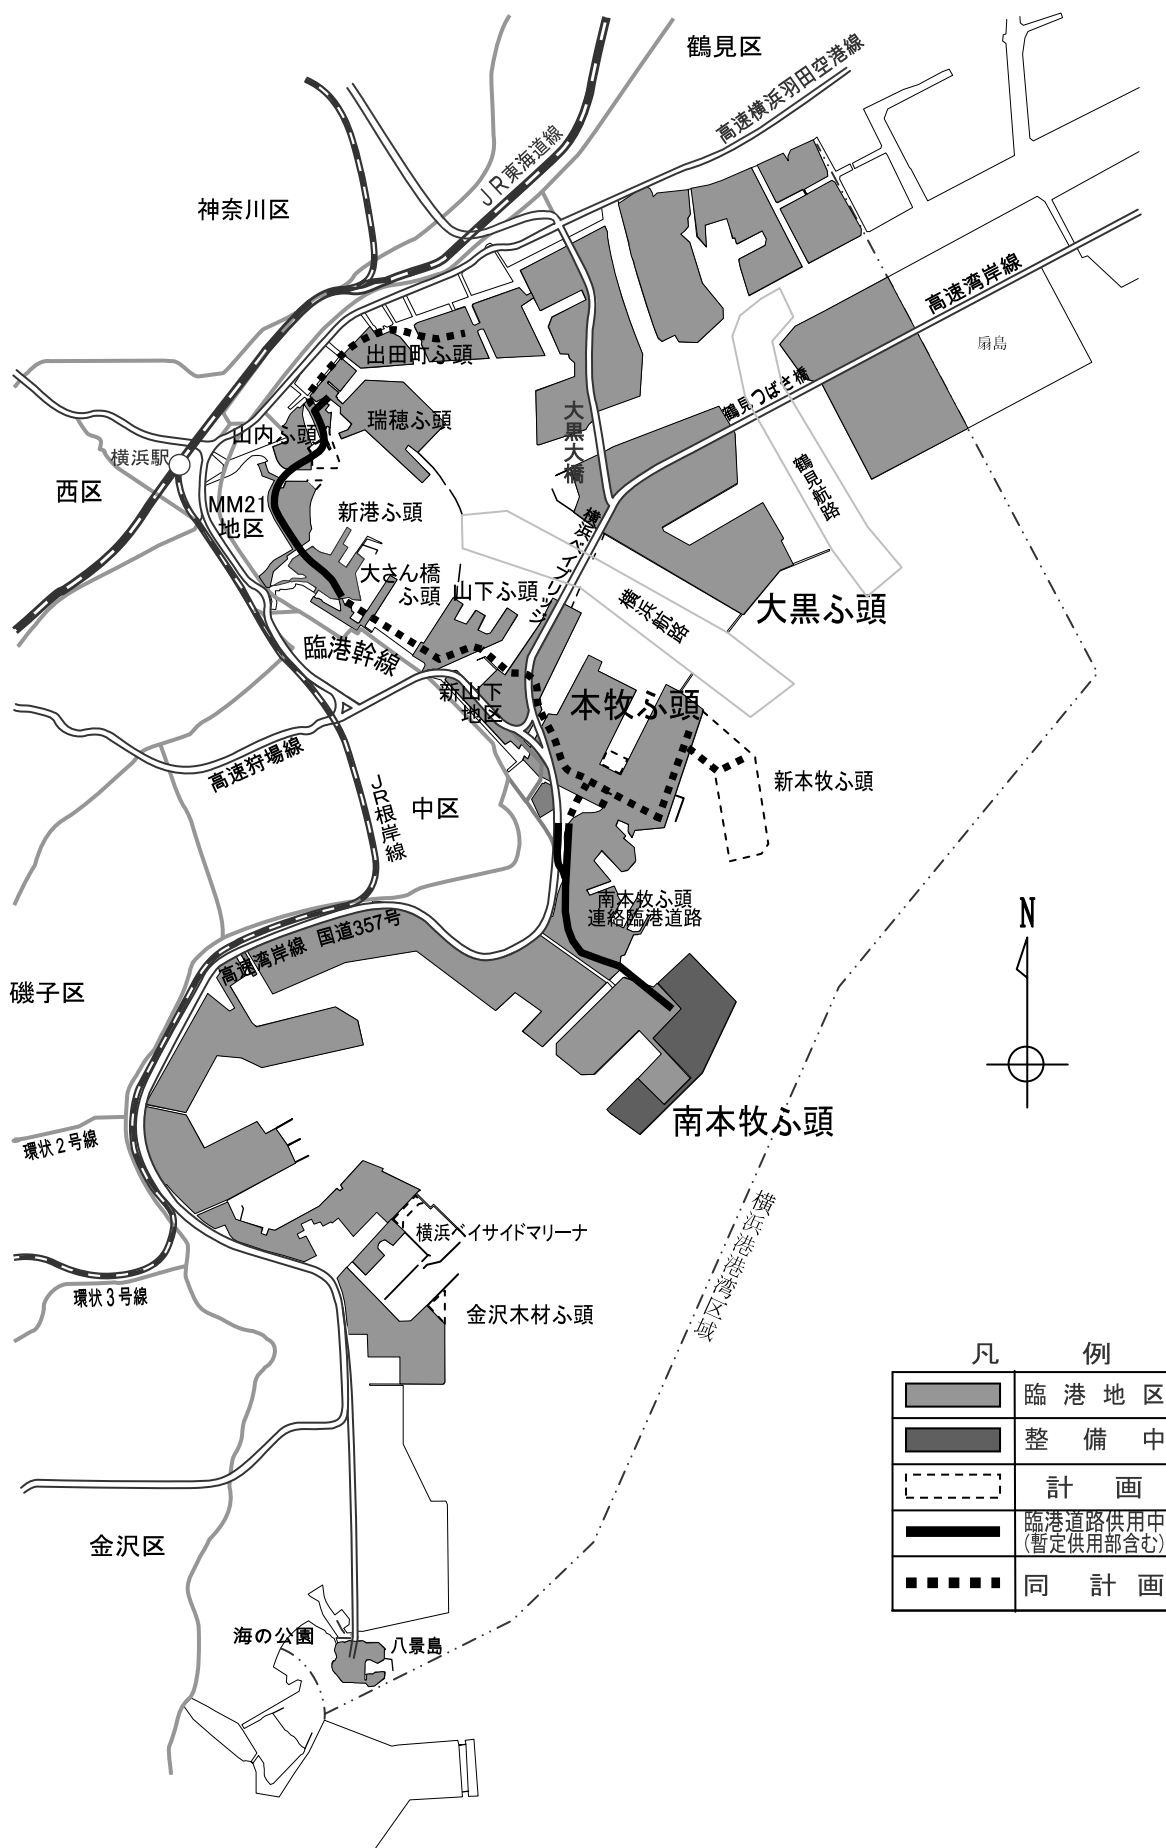 鶴見区
高速横浜羽田空港線
JR東海道線
神奈川区
高速湾岸線
扇島
出田町ふ頭
鶴見つばさ橋
大黒大橋
瑞穂ふ頭
山内ふ頭
横浜駅
鶴見航路
西区
MM21
地区
新港ふ頭
横浜ベイブリッジ
大さん橋
ふ頭
山下ふ頭
横浜航路
大黒ふ頭
臨港幹線
新山下
地区
本牧ふ頭
高速狩場線
JR根岸線
中区
新本牧ふ頭
南本牧ふ頭
連絡臨港道路
高速湾岸線 国道357号
N
磯子区
南本牧ふ頭
環状2号線
横浜港港湾区域
横浜ベイサイドマリーナ
環状3号線
金沢木材ふ頭
凡例
臨港地区
整備中
計画
臨港道路供用中
(暫定供用部含む)
同計画
金沢区
海の公園
八景島